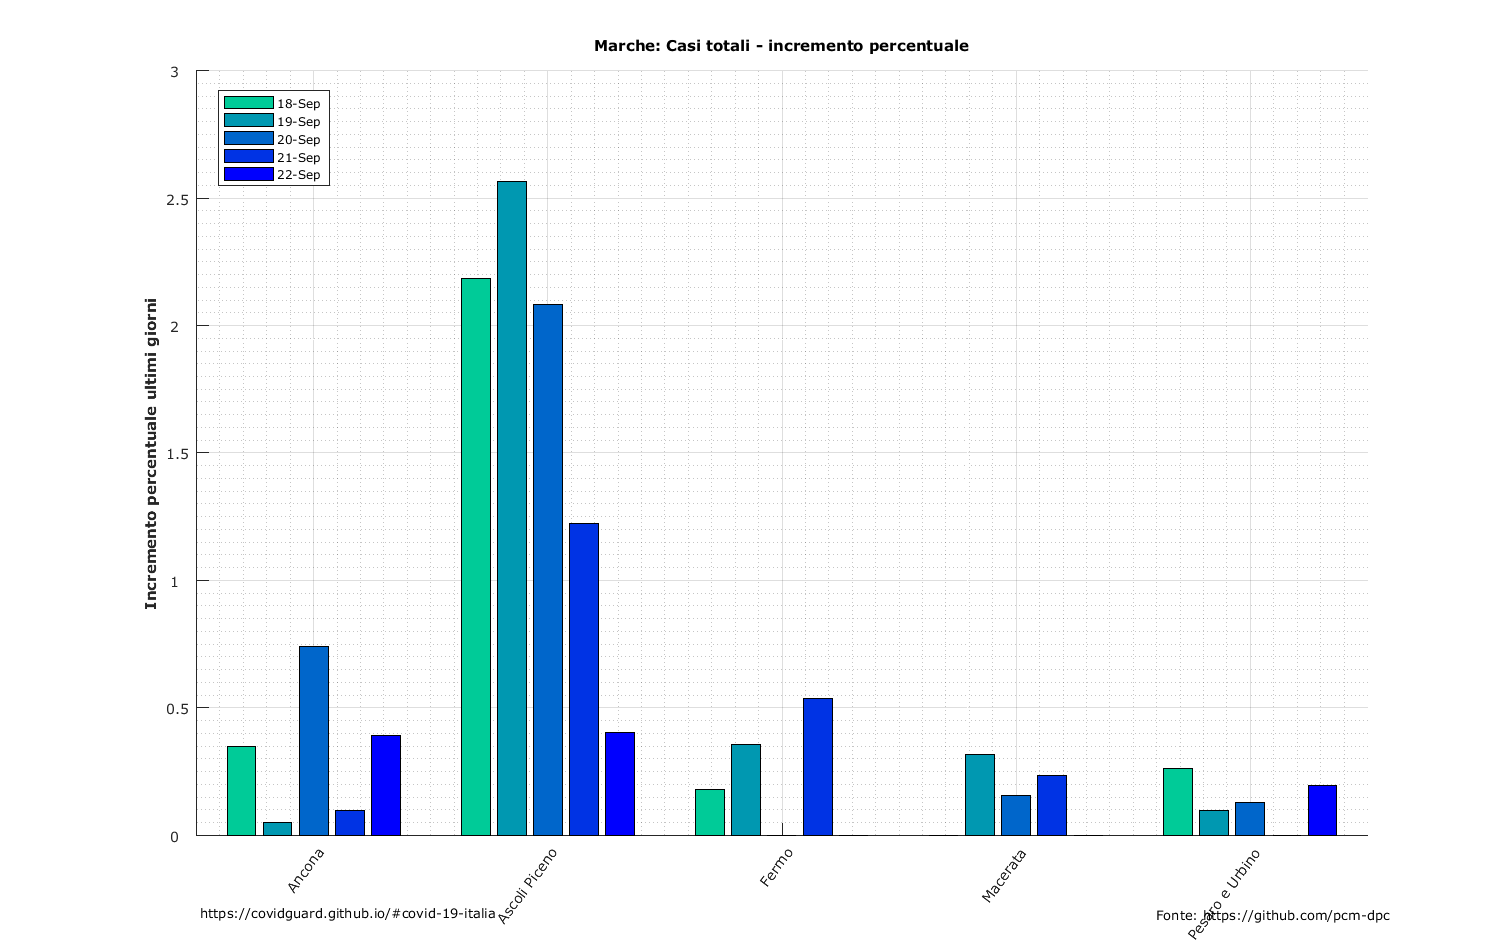 Marche: Casi totali - incremento percentuale
3
2.5
2
1.5
1
0.5
0
Incremento percentuale ultimi giorni
18-Sep
19-Sep
20-Sep
21-Sep
22-Sep
Ancona
Ascoli Piceno
Fermo
Macerata
Pesaro e Urbino
https://covidguard.github.io/#covid-19-italia
Fonte: https://github.com/pcm-dpc